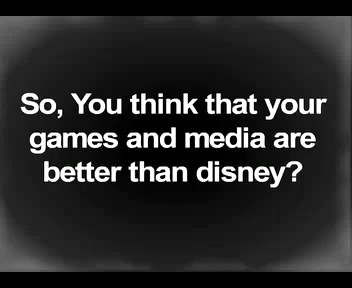 So, You think that your
games and media are
better than disney?